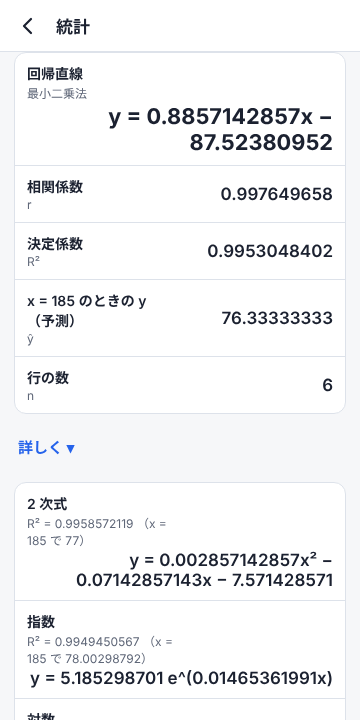 統計
回帰直線
最小二乗法
y = 0.8857142857x −
87.52380952
相関係数
r
0.997649658
決定係数
R²
0.9953048402
x = 185 のときの y
（予測）
ŷ
76.33333333
行の数
n
6
詳しく ▾
2 次式
R² = 0.9958572119 （x =
185 で 77）
y = 0.002857142857x² −
0.07142857143x − 7.571428571
指数
R² = 0.9949450567 （x =
185 で 78.00298792）
y = 5.185298701 e^(0.01465361991x)
対数